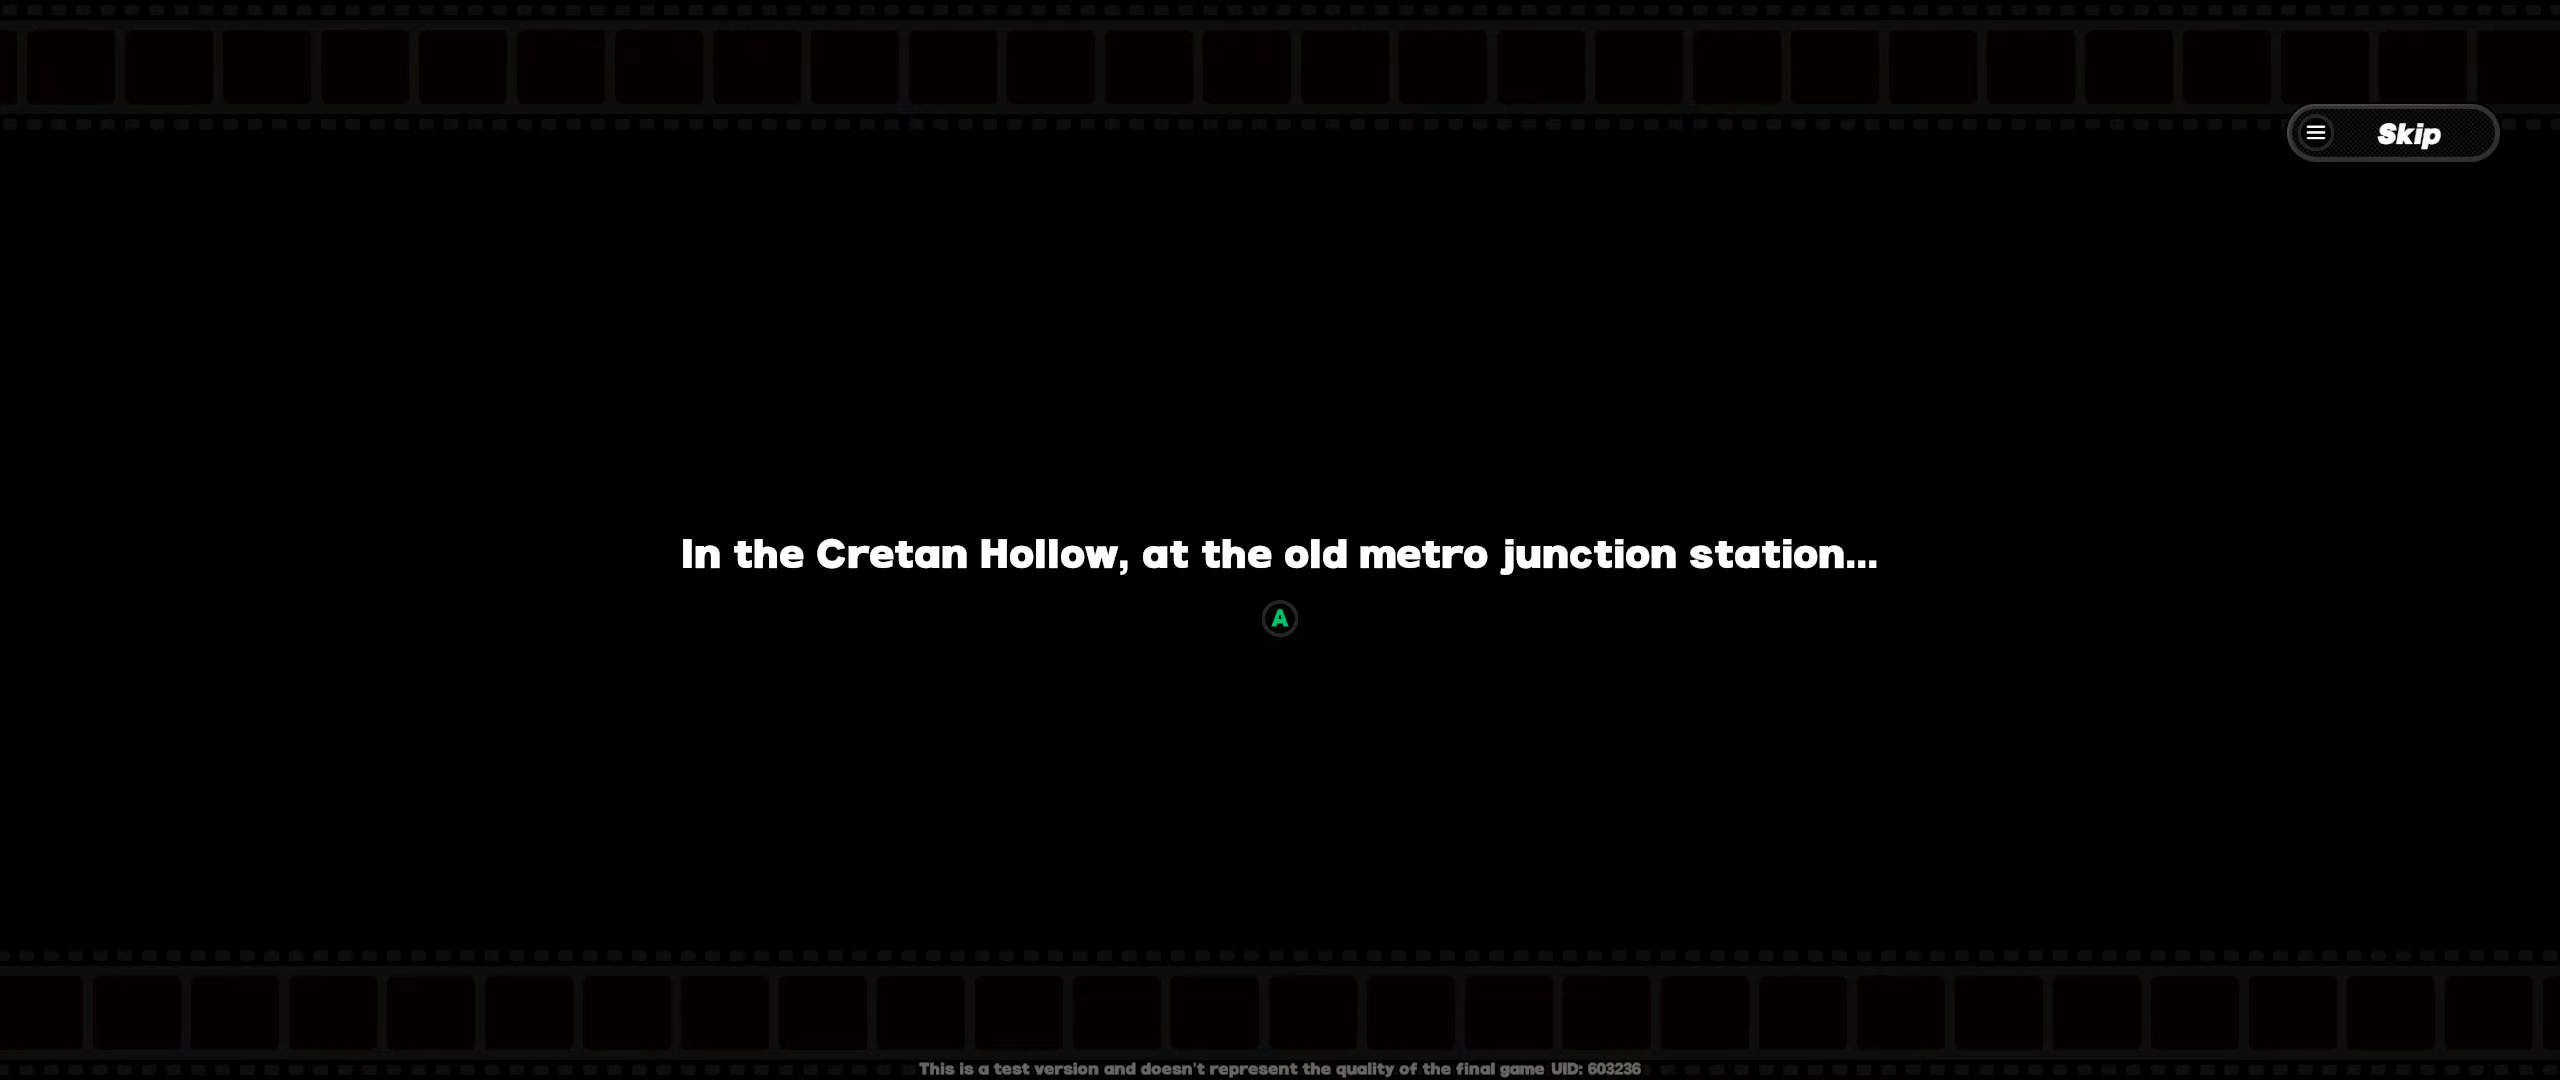 Skip
In the Cretan Hollow, at the old metro junction station...
A
This is a test version and doesn't represent the quality of the final game UID: 603236